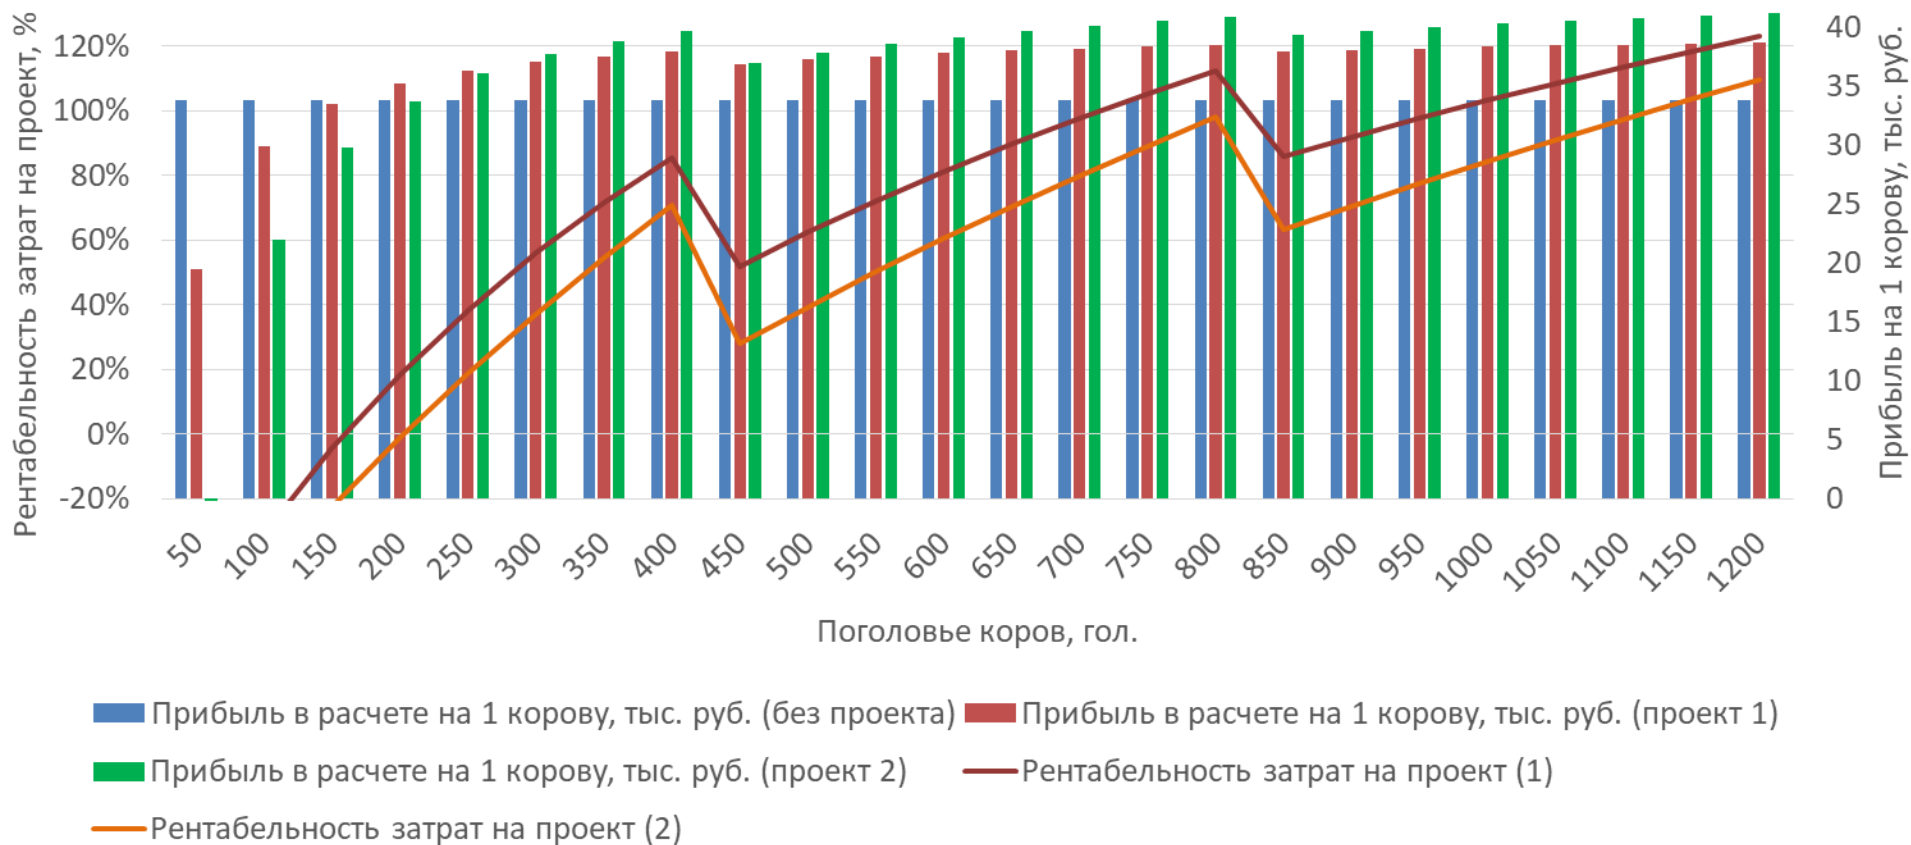 Рентабельность затрат на проект, %
120%
100%
80%
60%
40%
20%
0%
-20%
40
35
30
25
20
15
10
5
0
Прибыль на 1 корову, тыс. руб.
50 100 150 200 250 300 350 400 450 500 550 600 650 700 750 800 850 900 950 1000 1050 1100 1150 1200
Поголовье коров, гол.
Прибыль в расчете на 1 корову, тыс. руб. (без проекта) Прибыль в расчете на 1 корову, тыс. руб. (проект 1)
Прибыль в расчете на 1 корову, тыс. руб. (проект 2) Рентабельность затрат на проект (1)
Рентабельность затрат на проект (2)